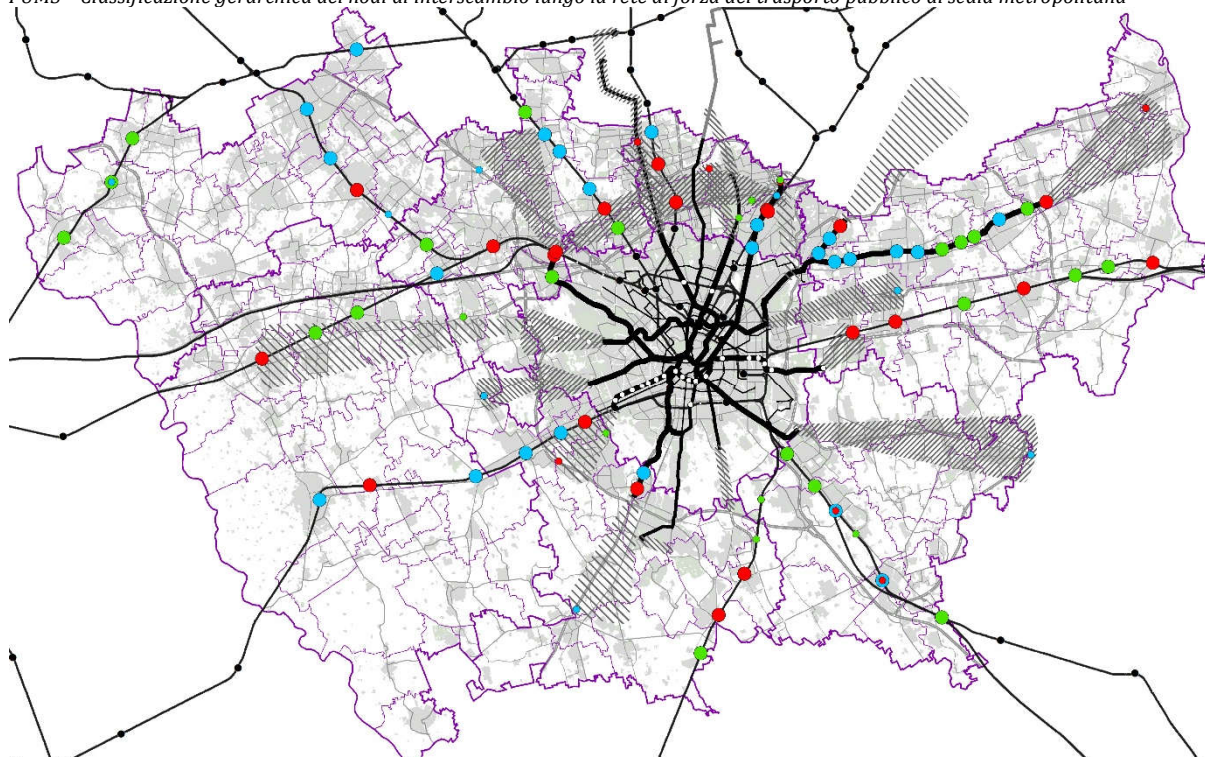 PUMS – Classificazione gerarchica dei nodi di interscambio lungo la rete di forza del trasporto pubblico di scala metropolitana